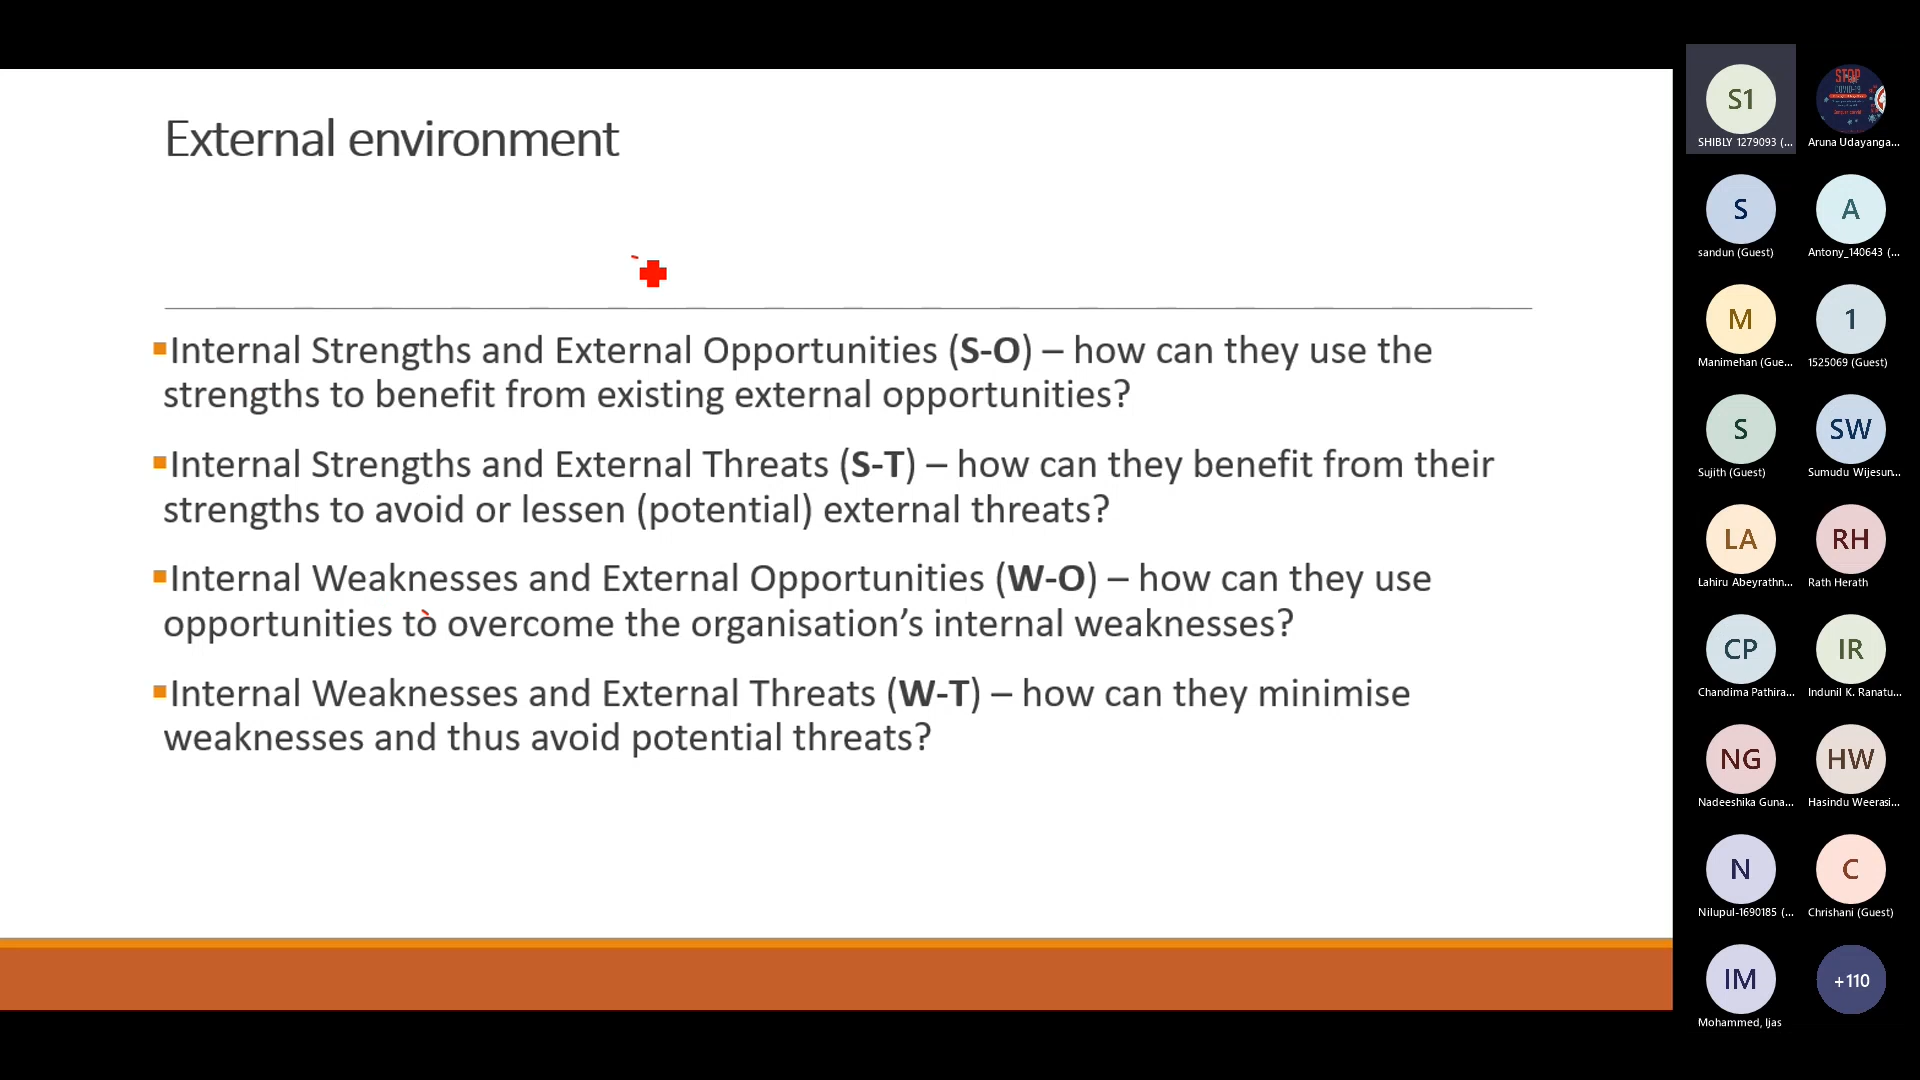 External environment
Internal Strengths and External Opportunities (S-O) – how can they use the
strengths to benefit from existing external opportunities?
Internal Strengths and External Threats (S-T) – how can they benefit from their
strengths to avoid or lessen (potential) external threats?
Internal Weaknesses and External Opportunities (W-O) – how can they use
opportunities to overcome the organisation’s internal weaknesses?
Internal Weaknesses and External Threats (W-T) – how can they minimise
weaknesses and thus avoid potential threats?
S1
STOP
COVID-19
SHIBLY 1279093 (...
Aruna Udayanga...
S
A
sandun (Guest)
Antony_140643 (...
M
1
Manimehan (Gue...
1525069 (Guest)
S
SW
Sujith (Guest)
Sumudu Wijesun...
LA
RH
Lahiru Abeyrathn...
Rath Herath
CP
IR
Chandima Pathira...
Indunil K. Ranatu...
NG
HW
Nadeeshika Guna...
Hasindu Weerasi...
N
C
Nilupul-1690185 (...
Chrishani (Guest)
IM
+110
Mohammed, Ijas